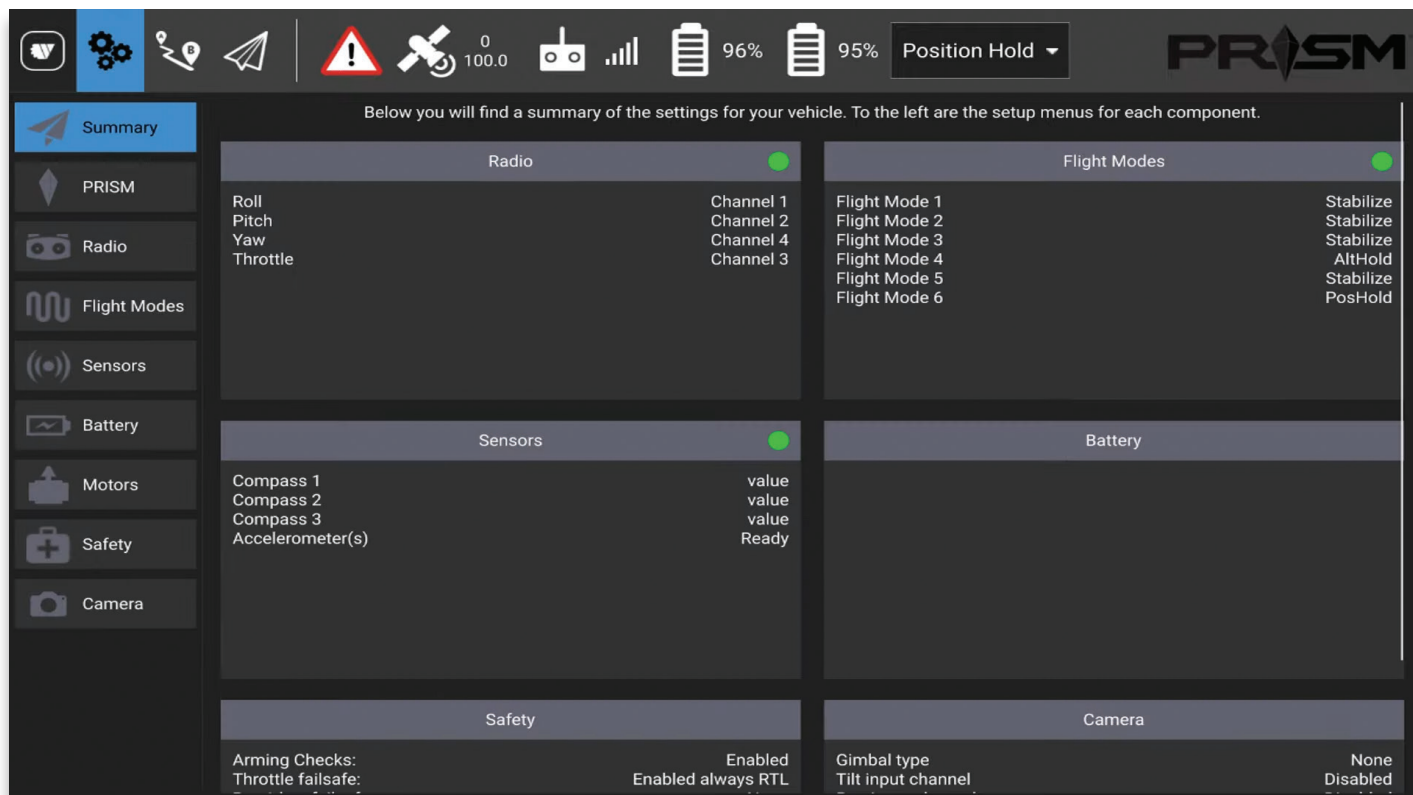 0
100.0
96%
95%
Position Hold
PRISM
B
Below you will find a summary of the settings for your vehicle. To the left are the setup menus for each component.
Summary
PRISM
Radio
Flight Modes
Sensors
Battery
Motors
Safety
Camera
Radio
Roll Channel 1
Pitch Channel 2
Yaw Channel 4
Throttle Channel 3
Flight Modes
Flight Mode 1 Stabilize
Flight Mode 2 Stabilize
Flight Mode 3 Stabilize
Flight Mode 4 AltHold
Flight Mode 5 Stabilize
Flight Mode 6 PosHold
Sensors
Compass 1 value
Compass 2 value
Compass 3 value
Accelerometer(s) Ready
Battery
Safety
Arming Checks: Enabled
Throttle failsafe: Enabled always RTL
Camera
Gimbal type None
Tilt input channel Disabled